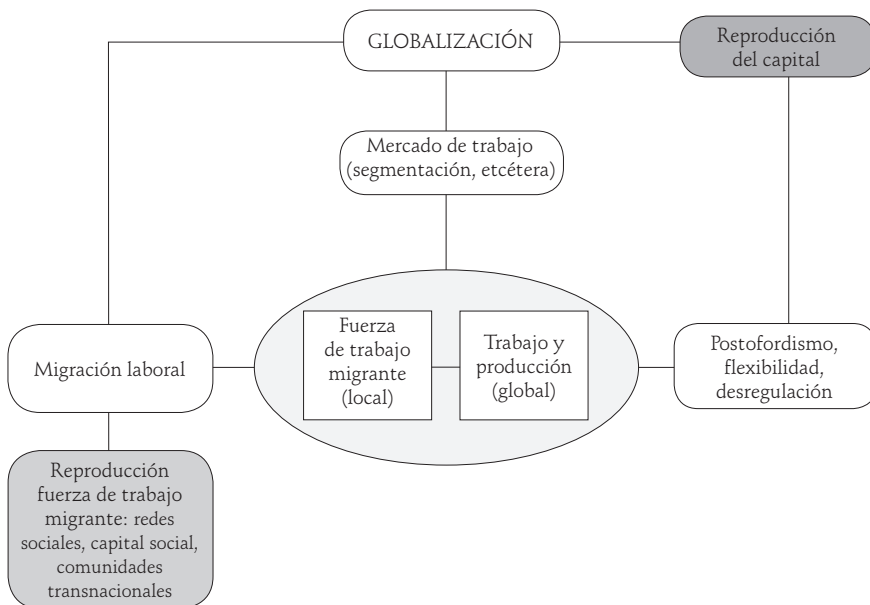 GLOBALIZACIÓN
Reproducción
del capital
Mercado de trabajo
(segmentación, etcétera)
Migración laboral
Fuerza
de trabajo
migrante
(local)
Trabajo y
producción
(global)
Postofordismo,
flexibilidad,
desregulación
Reproducción
fuerza de trabajo
migrante: redes
sociales, capital social,
comunidades
transnacionales